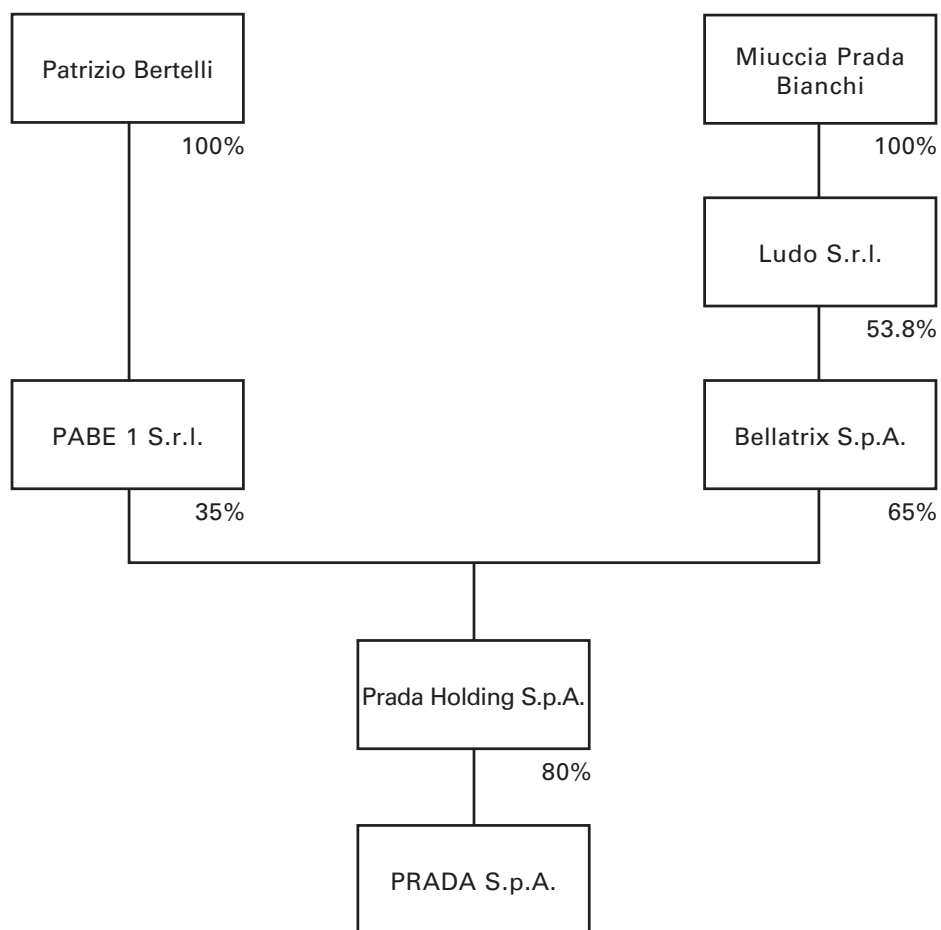 Patrizio Bertelli
Miuccia Prada
Bianchi
100%
100%
Ludo S.r.l.
53.8%
PABE 1 S.r.l.
Bellatrix S.p.A.
35%
65%
Prada Holding S.p.A.
80%
PRADA S.p.A.